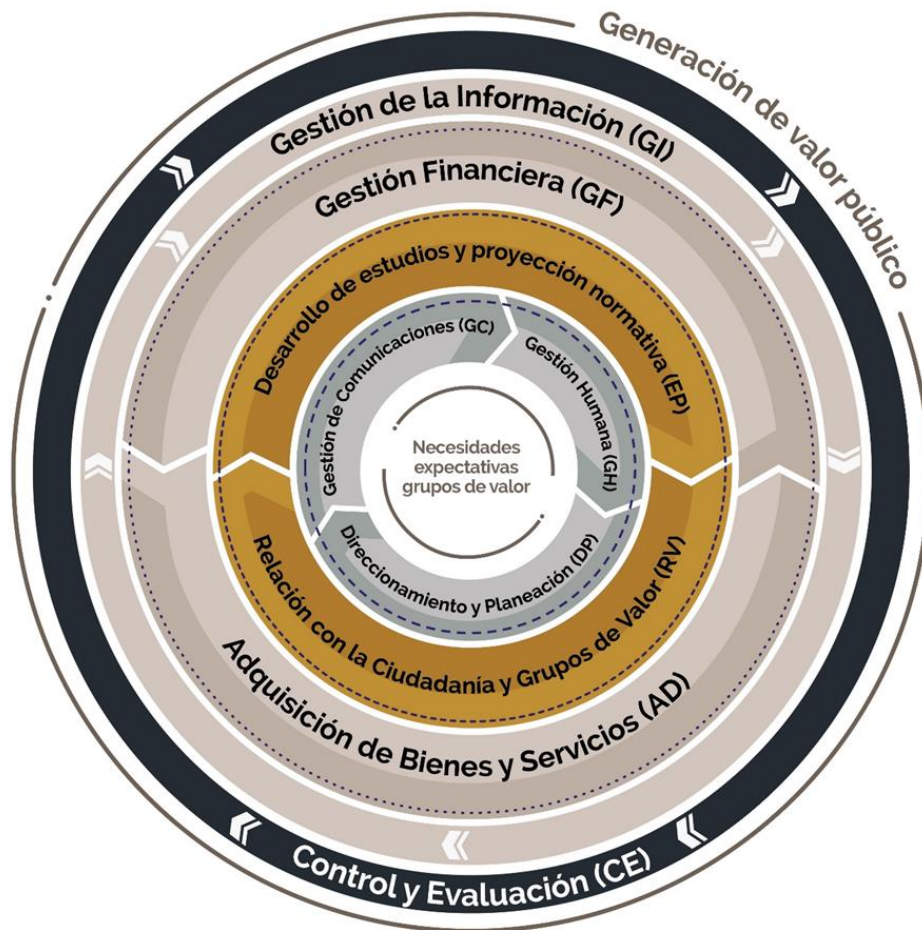 Generación de valor público
Gestión de la Información (GI)
Gestión Financiera (GF)
Desarrollo de estudios y proyección normativa (EP)
Gestión de Comunicaciones (GC)
Gestión Humana (GH)
Necesidades
expectativas
grupos de valor
Direccionamiento y Planeación (DP)
Relación con la Ciudadanía y Grupos de Valor (RV)
Adquisición de Bienes y Servicios (AD)
Control y Evaluación (CE)